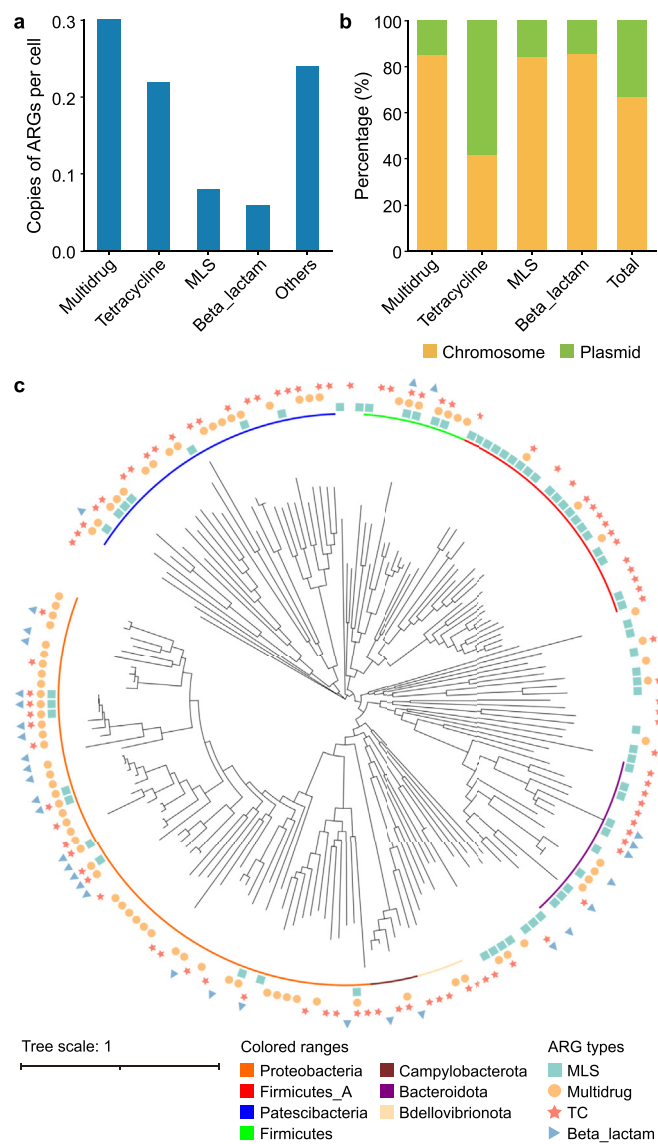 a
Copies of ARGs per cell
0.3
0.2
0.1
0.0
Multidrug
Tetracycline
MLS
Beta_lactam
Others
b
Percentage (%)
100
80
60
40
20
0
Multidrug
Tetracycline
MLS
Beta_lactam
Total
Chromosome
Plasmid
c
Tree scale: 1
Colored ranges
Proteobacteria
Firmicutes_A
Patescibacteria
Firmicutes
Campylobacterota
Bacteroidota
Bdellovibrionota
ARG types
MLS
Multidrug
TC
Beta_lactam